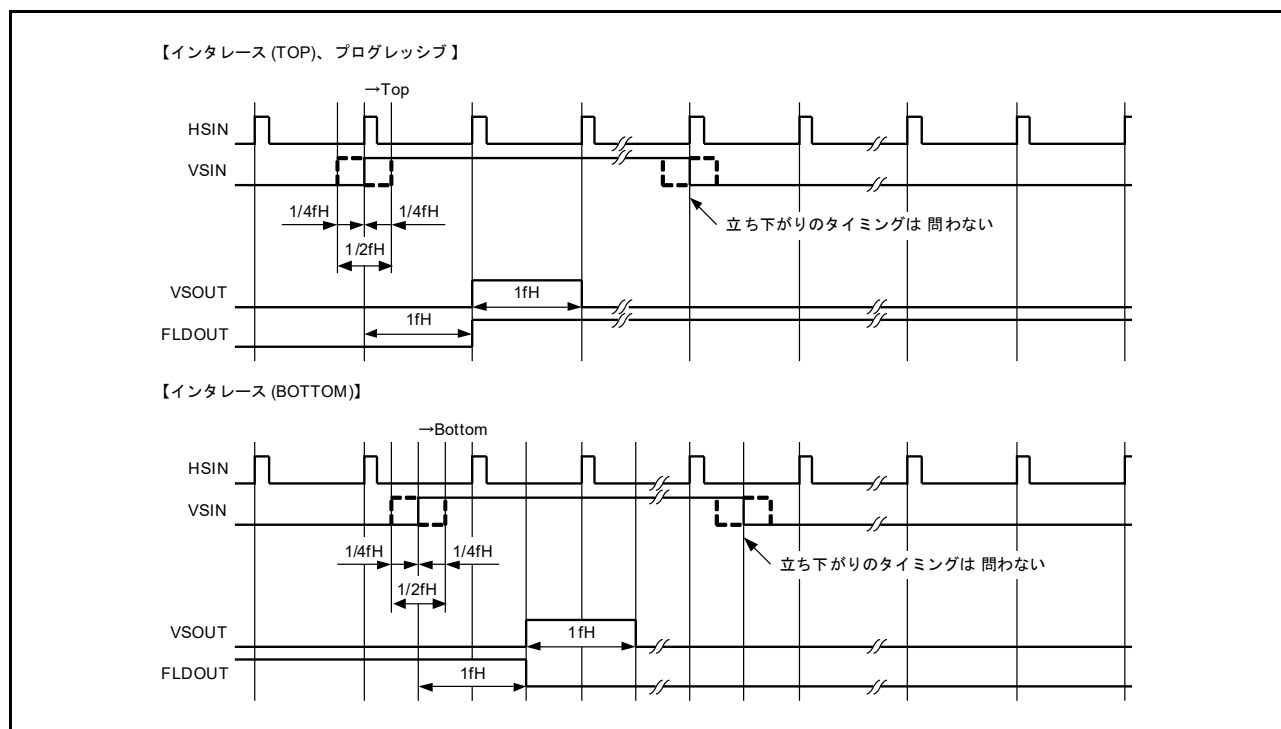 【インタレース (TOP)、プログレッシブ 】
→Top
HSIN
VSIN
1/4fH
1/4fH
立ち下がりのタイミングは 問わない
1/2fH
VSOUT
1fH
FLDOUT
1fH
【インタレース (BOTTOM)】
→Bottom
HSIN
VSIN
1/4fH
1/4fH
立ち下がりのタイミングは 問わない
1/2fH
VSOUT
1fH
FLDOUT
1fH